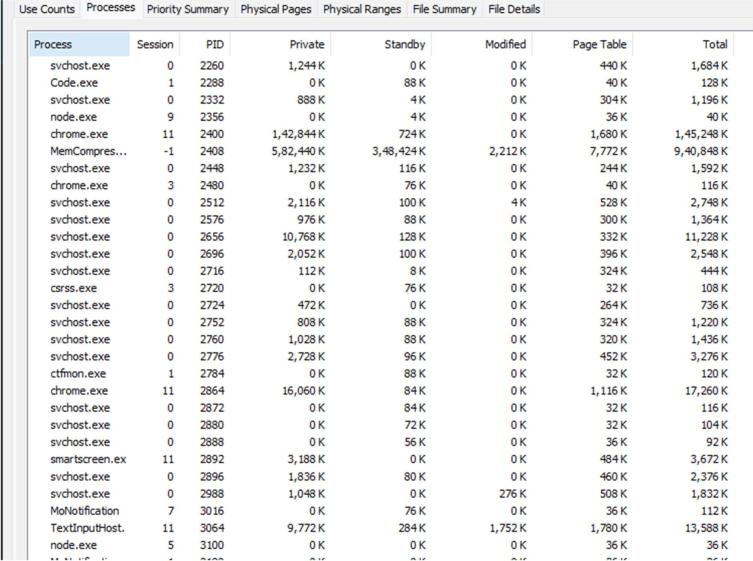 Use Counts Processes Priority Summary Physical Pages Physical Ranges File Summary File Details
Process Session PID Private Standby Modified Page Table Total
svchost.exe 0 2260 1,244 K 0 K 0 K 440 K 1,684 K
Code.exe 1 2288 0 K 88 K 0 K 40 K 128 K
svchost.exe 0 2332 888 K 4 K 0 K 304 K 1,196 K
node.exe 9 2356 0 K 4 K 0 K 36 K 40 K
chrome.exe 11 2400 1,42,844 K 724 K 0 K 1,680 K 1,45,248 K
MemCompres... -1 2408 5,82,440 K 3,48,424 K 2,212 K 7,772 K 9,40,848 K
svchost.exe 0 2448 1,232 K 116 K 0 K 244 K 1,592 K
chrome.exe 3 2480 0 K 76 K 0 K 40 K 116 K
svchost.exe 0 2512 2,116 K 100 K 4 K 528 K 2,748 K
svchost.exe 0 2576 976 K 88 K 0 K 300 K 1,364 K
svchost.exe 0 2656 10,768 K 128 K 0 K 332 K 11,228 K
svchost.exe 0 2696 2,052 K 100 K 0 K 396 K 2,548 K
svchost.exe 0 2716 112 K 8 K 0 K 324 K 444 K
csrss.exe 3 2720 0 K 76 K 0 K 32 K 108 K
svchost.exe 0 2724 472 K 0 K 0 K 264 K 736 K
svchost.exe 0 2752 808 K 88 K 0 K 324 K 1,220 K
svchost.exe 0 2760 1,028 K 88 K 0 K 320 K 1,436 K
svchost.exe 0 2776 2,728 K 96 K 0 K 452 K 3,276 K
ctfmon.exe 1 2784 0 K 88 K 0 K 32 K 120 K
chrome.exe 11 2864 16,060 K 84 K 0 K 1,116 K 17,260 K
svchost.exe 0 2872 0 K 84 K 0 K 32 K 116 K
svchost.exe 0 2880 0 K 72 K 0 K 32 K 104 K
svchost.exe 0 2888 0 K 56 K 0 K 36 K 92 K
smartscreen.ex 11 2892 3,188 K 0 K 0 K 484 K 3,672 K
svchost.exe 0 2896 1,836 K 80 K 0 K 460 K 2,376 K
svchost.exe 0 2988 1,048 K 0 K 276 K 508 K 1,832 K
MoNotification 7 3016 0 K 76 K 0 K 36 K 112 K
TextInputHost. 11 3064 9,772 K 284 K 1,752 K 1,780 K 13,588 K
node.exe 5 3100 0 K 0 K 0 K 36 K 36 K